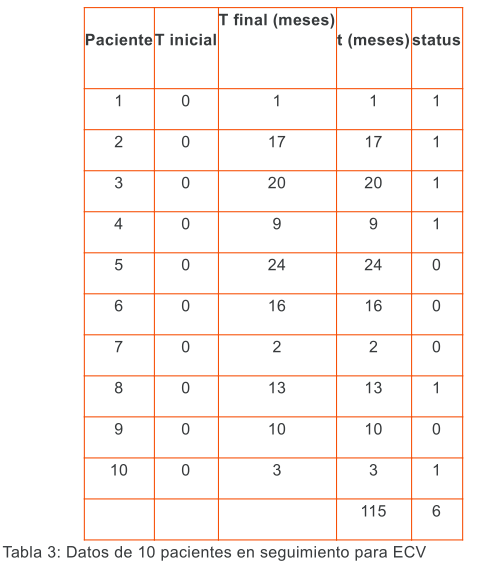 T final (meses)
Paciente T inicial t (meses) status
1 0 1 1 1
2 0 17 17 1
3 0 20 20 1
4 0 9 9 1
5 0 24 24 0
6 0 16 16 0
7 0 2 2 0
8 0 13 13 1
9 0 10 10 0
10 0 3 3 1
115 6
Tabla 3: Datos de 10 pacientes en seguimiento para ECV